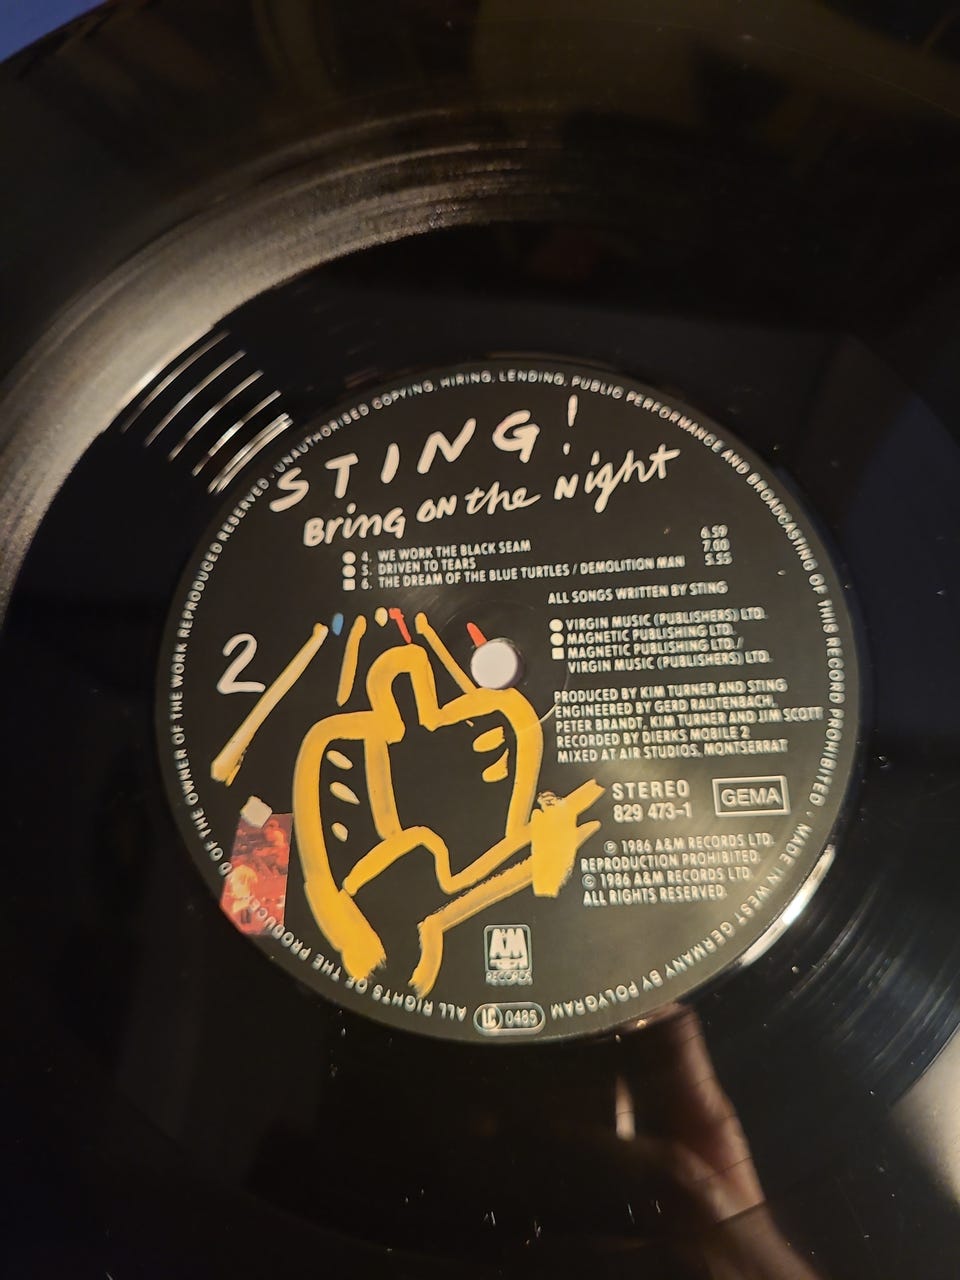 STING!
Bring on the Night
4. WE WORK THE BLACK SEAM 6.59
5. DRIVEN TO TEARS 7.00
6. THE DREAM OF THE BLUE TURTLES / DEMOLITION MAN 5.55
ALL SONGS WRITTEN BY STING
VIRGIN MUSIC (PUBLISHERS) LTD.
MAGNETIC PUBLISHING LTD.
MAGNETIC PUBLISHING LTD./
VIRGIN MUSIC (PUBLISHERS) LTD.
2
PRODUCED BY KIM TURNER AND STING
ENGINEERED BY GERD RAUTENBACH,
PETER BRANDT, KIM TURNER AND JIM SCOTT
RECORDED BY DIERKS MOBILE 2
MIXED AT AIR STUDIOS, MONTSERRAT
STEREO
829 473-1
GEMA
℗ 1986 A&M RECORDS LTD.
REPRODUCTION PROHIBITED.
© 1986 A&M RECORDS LTD.
ALL RIGHTS RESERVED.
A&M
RECORDS
LC 0485
ALL RIGHTS OF THE PRODUCER D OF THE OWNER OF THE WORK REPRODUCED RESERVED · UNAUTHORISED COPYING, HIRING, LENDING, PUBLIC PERFORMANCE AND BROADCASTING OF THIS RECORD PROHIBITED · MADE IN WEST GERMANY BY POLYGRAM